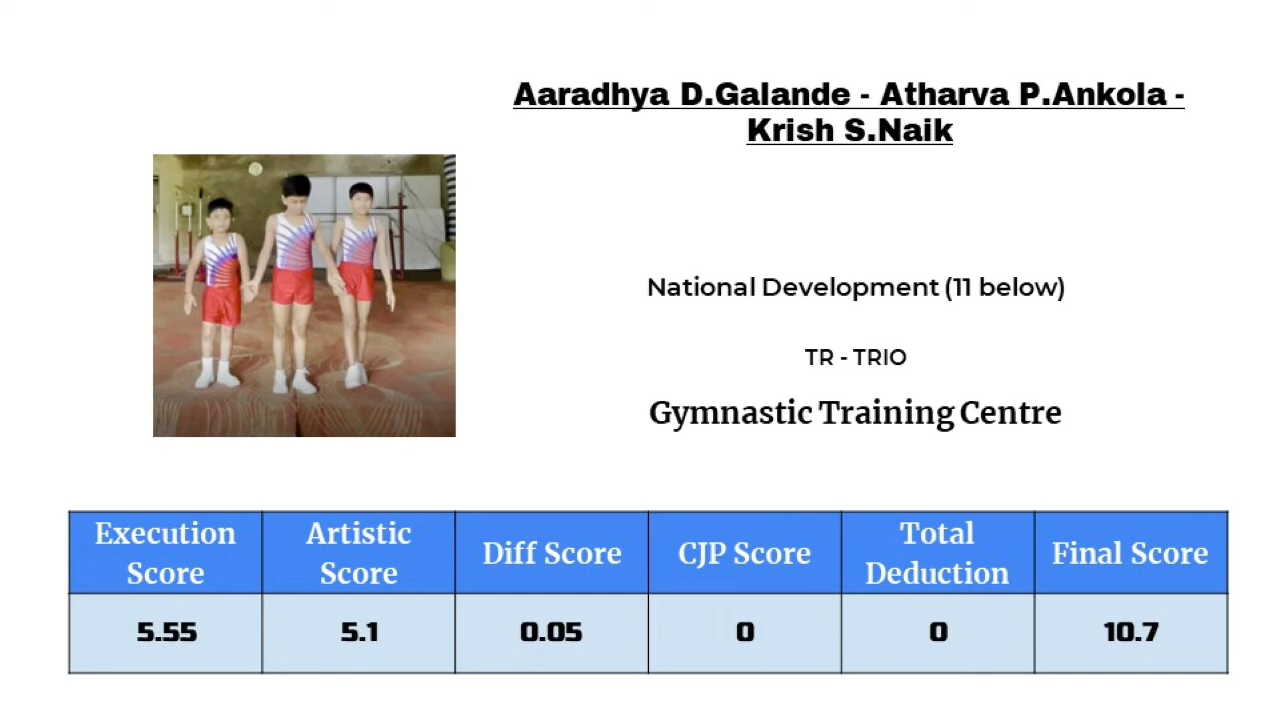 Aaradhya D.Galande - Atharva P.Ankola -
Krish S.Naik
National Development (11 below)
TR - TRIO
Gymnastic Training Centre
Execution Score
Artistic Score
Diff Score
CJP Score
Total Deduction
Final Score
5.55
5.1
0.05
0
0
10.7